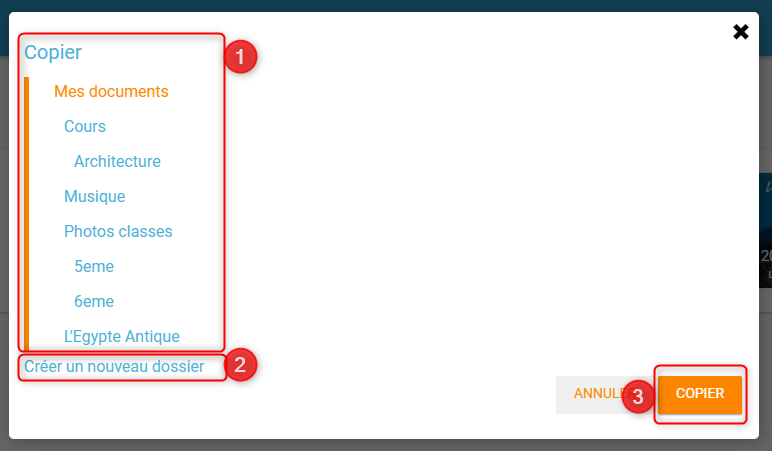 Copier
1
Mes documents
Cours
Architecture
Musique
Photos classes
5eme
6eme
L'Egypte Antique
Créer un nouveau dossier
2
3
COPIER
20